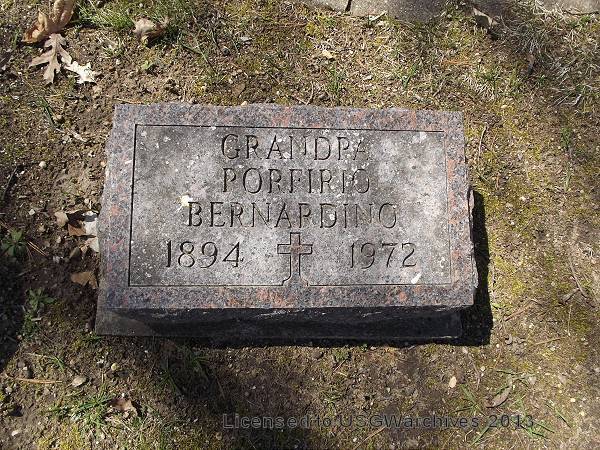 GRANDPA
PORFIRIO
BERNARDINO
1894 1972
Licensed to USGWarchives 2013